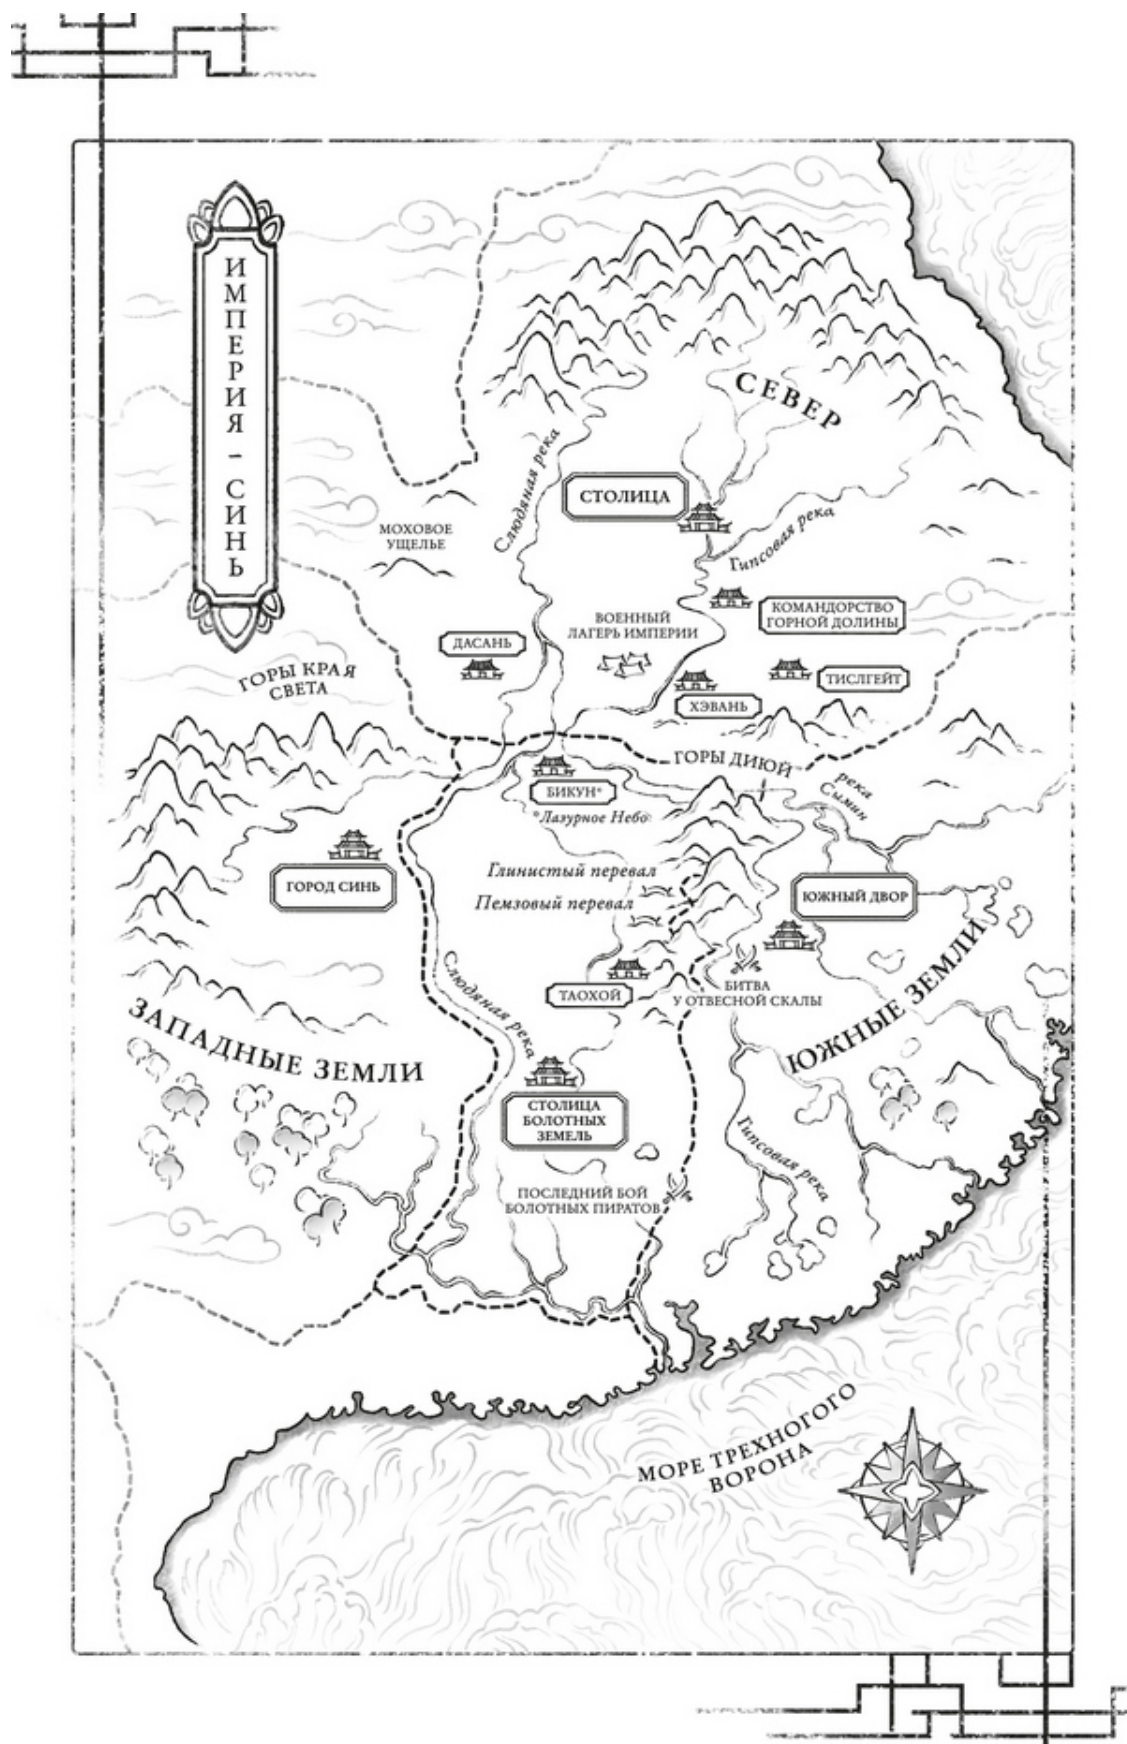 ИМПЕРИЯ - СИНЬ
СЕВЕР
Слюдяная река
СТОЛИЦА
Гипсовая река
МОХОВОЕ
УЩЕЛЬЕ
КОМАНДОРСТВО
ГОРНОЙ ДОЛИНЫ
ВОЕННЫЙ
ЛАГЕРЬ ИМПЕРИИ
ДАСАНЬ
ТИСЛГЕЙТ
ХЭВАНЬ
ГОРЫ КРАЯ
СВЕТА
ГОРЫ ДИЮЙ
река
Сымин
БИКУН*
*Лазурное Небо
Глинистый перевал
Пемзовый перевал
ГОРОД СИНЬ
ЮЖНЫЙ ДВОР
ТАОХОЙ
БИТВА
У ОТВЕСНОЙ СКАЛЫ
Слюдяная река
ЗАПАДНЫЕ ЗЕМЛИ
ЮЖНЫЕ ЗЕМЛИ
СТОЛИЦА
БОЛОТНЫХ
ЗЕМЕЛЬ
Гипсовая река
ПОСЛЕДНИЙ БОЙ
БОЛОТНЫХ ПИРАТОВ
МОРЕ ТРЕХНОГОГО
ВОРОНА